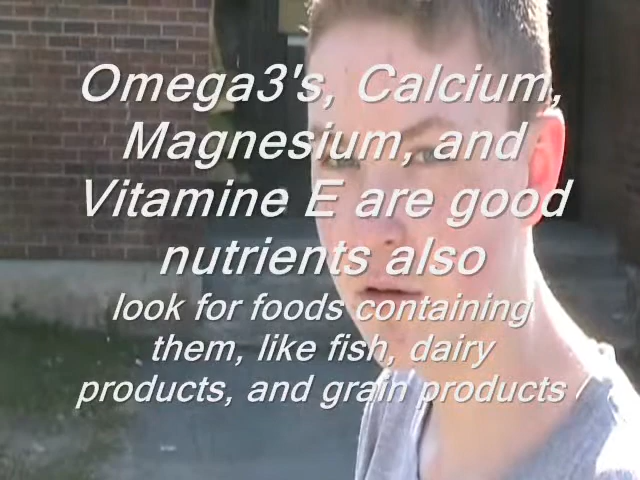 Omega3's, Calcium,
Magnesium, and
Vitamine E are good
nutrients also
look for foods containing
them, like fish, dairy
products, and grain products